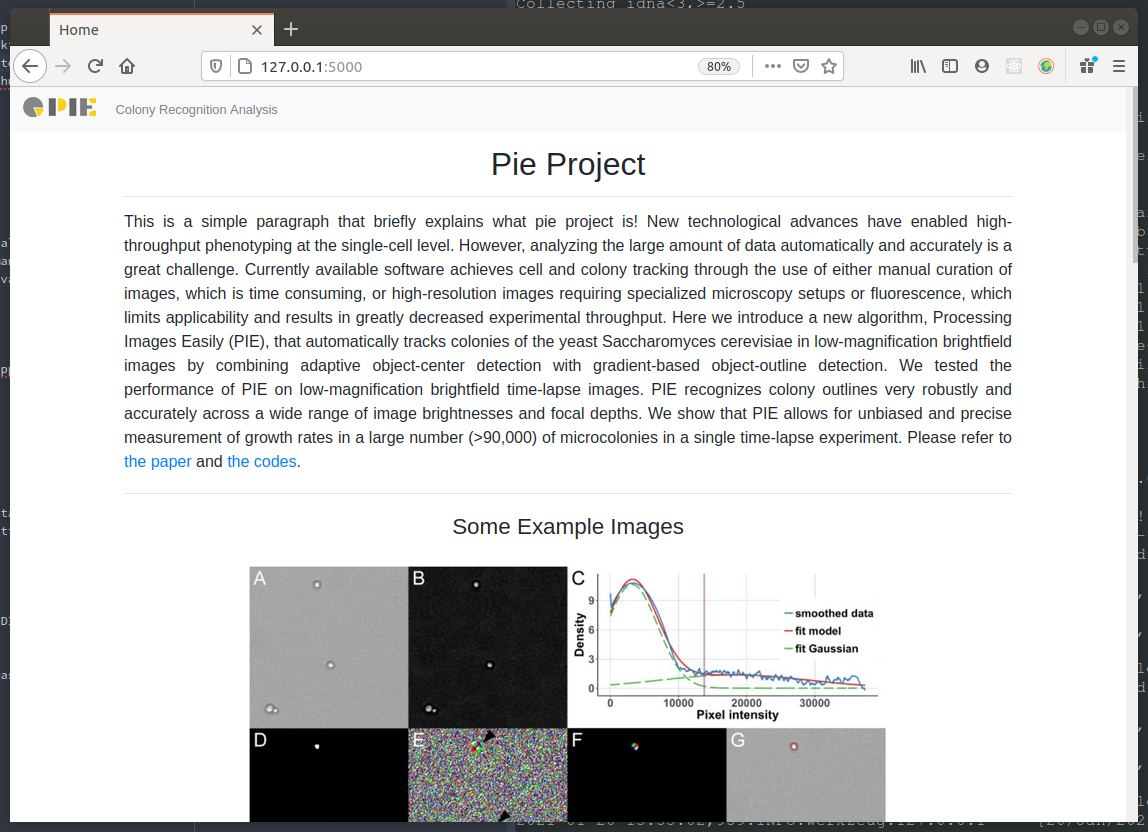 Collecting idna<3,>=2.5
Home
127.0.0.1:5000
80%
PIE Colony Recognition Analysis
Pie Project
This is a simple paragraph that briefly explains what pie project is! New technological advances have enabled high-
throughput phenotyping at the single-cell level. However, analyzing the large amount of data automatically and accurately is a
great challenge. Currently available software achieves cell and colony tracking through the use of either manual curation of
images, which is time consuming, or high-resolution images requiring specialized microscopy setups or fluorescence, which
limits applicability and results in greatly decreased experimental throughput. Here we introduce a new algorithm, Processing
Images Easily (PIE), that automatically tracks colonies of the yeast Saccharomyces cerevisiae in low-magnification brightfield
images by combining adaptive object-center detection with gradient-based object-outline detection. We tested the
performance of PIE on low-magnification brightfield time-lapse images. PIE recognizes colony outlines very robustly and
accurately across a wide range of image brightnesses and focal depths. We show that PIE allows for unbiased and precise
measurement of growth rates in a large number (>90,000) of microcolonies in a single time-lapse experiment. Please refer to
the paper and the codes.
Some Example Images
A
B
C
Density
9
6
3
0
smoothed data
fit model
fit Gaussian
0 10000 20000 30000
Pixel intensity
D
E
F
G